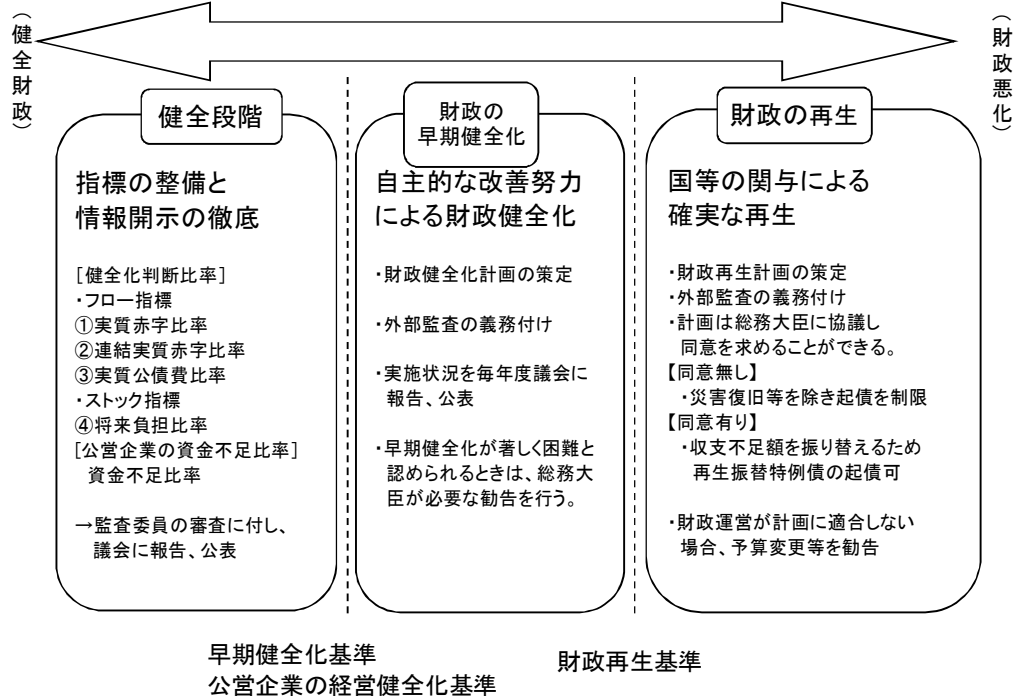 （健全財政）
（財政悪化）
健全段階
指標の整備と
情報開示の徹底
[健全化判断比率]
・フロー指標
①実質赤字比率
②連結実質赤字比率
③実質公債費比率
・ストック指標
④将来負担比率
[公営企業の資金不足比率]
資金不足比率
→監査委員の審査に付し、
議会に報告、公表
財政の
早期健全化
自主的な改善努力
による財政健全化
・財政健全化計画の策定
・外部監査の義務付け
・実施状況を毎年度議会に
報告、公表
・早期健全化が著しく困難と
認められるときは、総務大
臣が必要な勧告を行う。
財政の再生
国等の関与による
確実な再生
・財政再生計画の策定
・外部監査の義務付け
・計画は総務大臣に協議し
同意を求めることができる。
【同意無し】
・災害復旧等を除き起債を制限
【同意有り】
・収支不足額を振り替えるため
再生振替特例債の起債可
・財政運営が計画に適合しない
場合、予算変更等を勧告
早期健全化基準
公営企業の経営健全化基準
財政再生基準